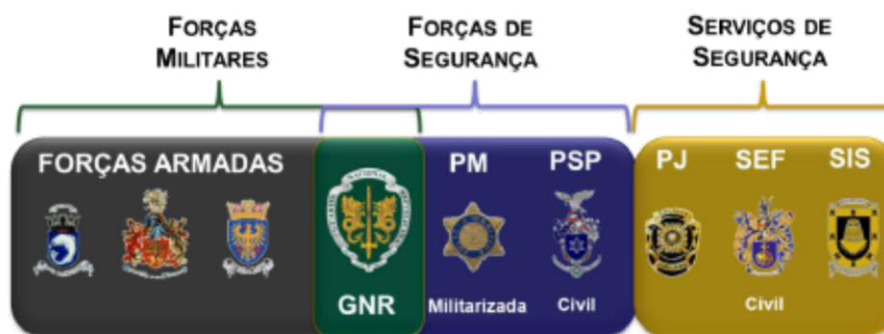 FORÇAS
MILITARES
FORÇAS DE
SEGURANÇA
SERVIÇOS DE
SEGURANÇA
FORÇAS ARMADAS
GNR
PM
Militarizada
PSP
Civil
PJ
SEF
SIS
Civil